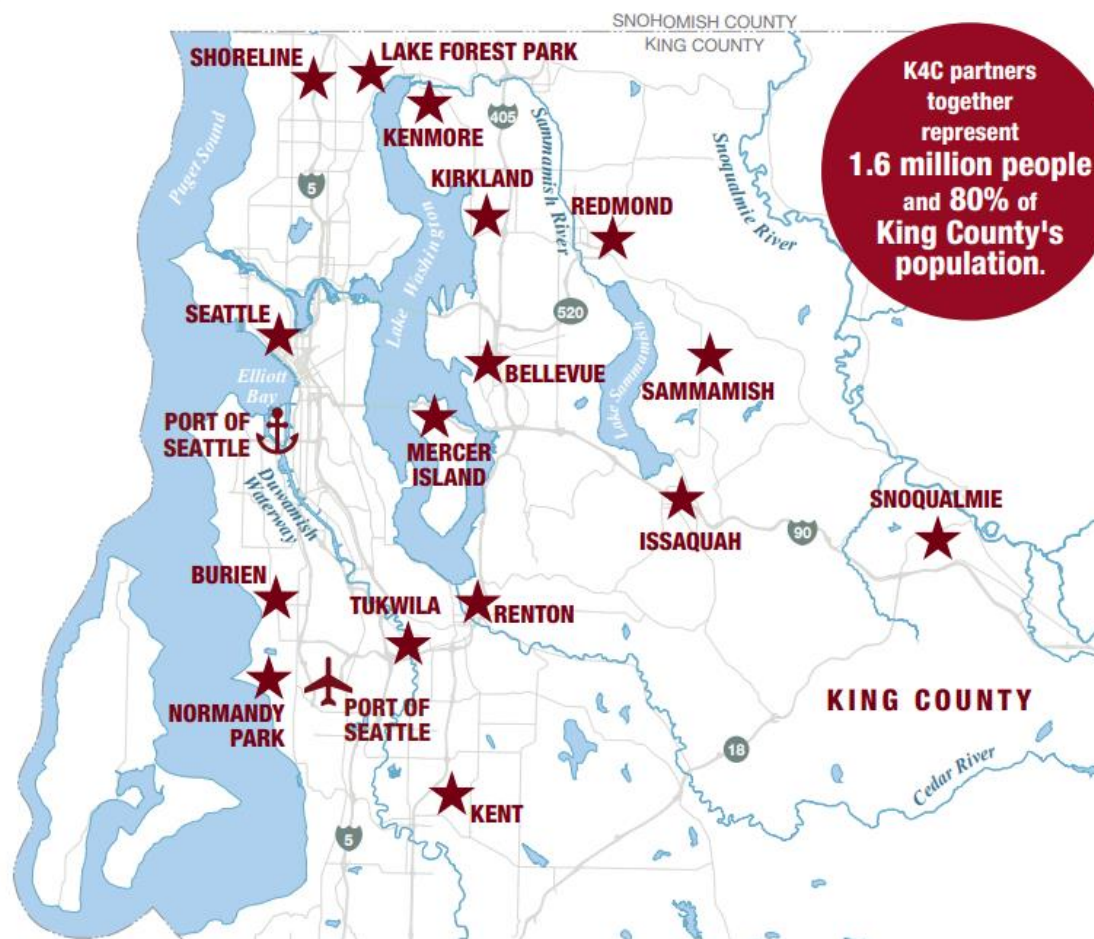 SNOHOMISH COUNTY
KING COUNTY
K4C partners
together
represent
1.6 million people
and 80% of
King County's
population.
SHORELINE
LAKE FOREST PARK
KENMORE
405
Sammamish River
Snoqualmie River
Puget Sound
5
KIRKLAND
REDMOND
Lake Washington
520
SEATTLE
BELLEVUE
Lake Sammamish
SAMMAMISH
Elliott
Bay
PORT OF
SEATTLE
MERCER
ISLAND
Duwamish
Waterway
ISSAQUAH
90
SNOQUALMIE
BURIEN
TUKWILA
RENTON
NORMANDY
PARK
PORT OF
SEATTLE
KING COUNTY
18
Cedar River
KENT
5